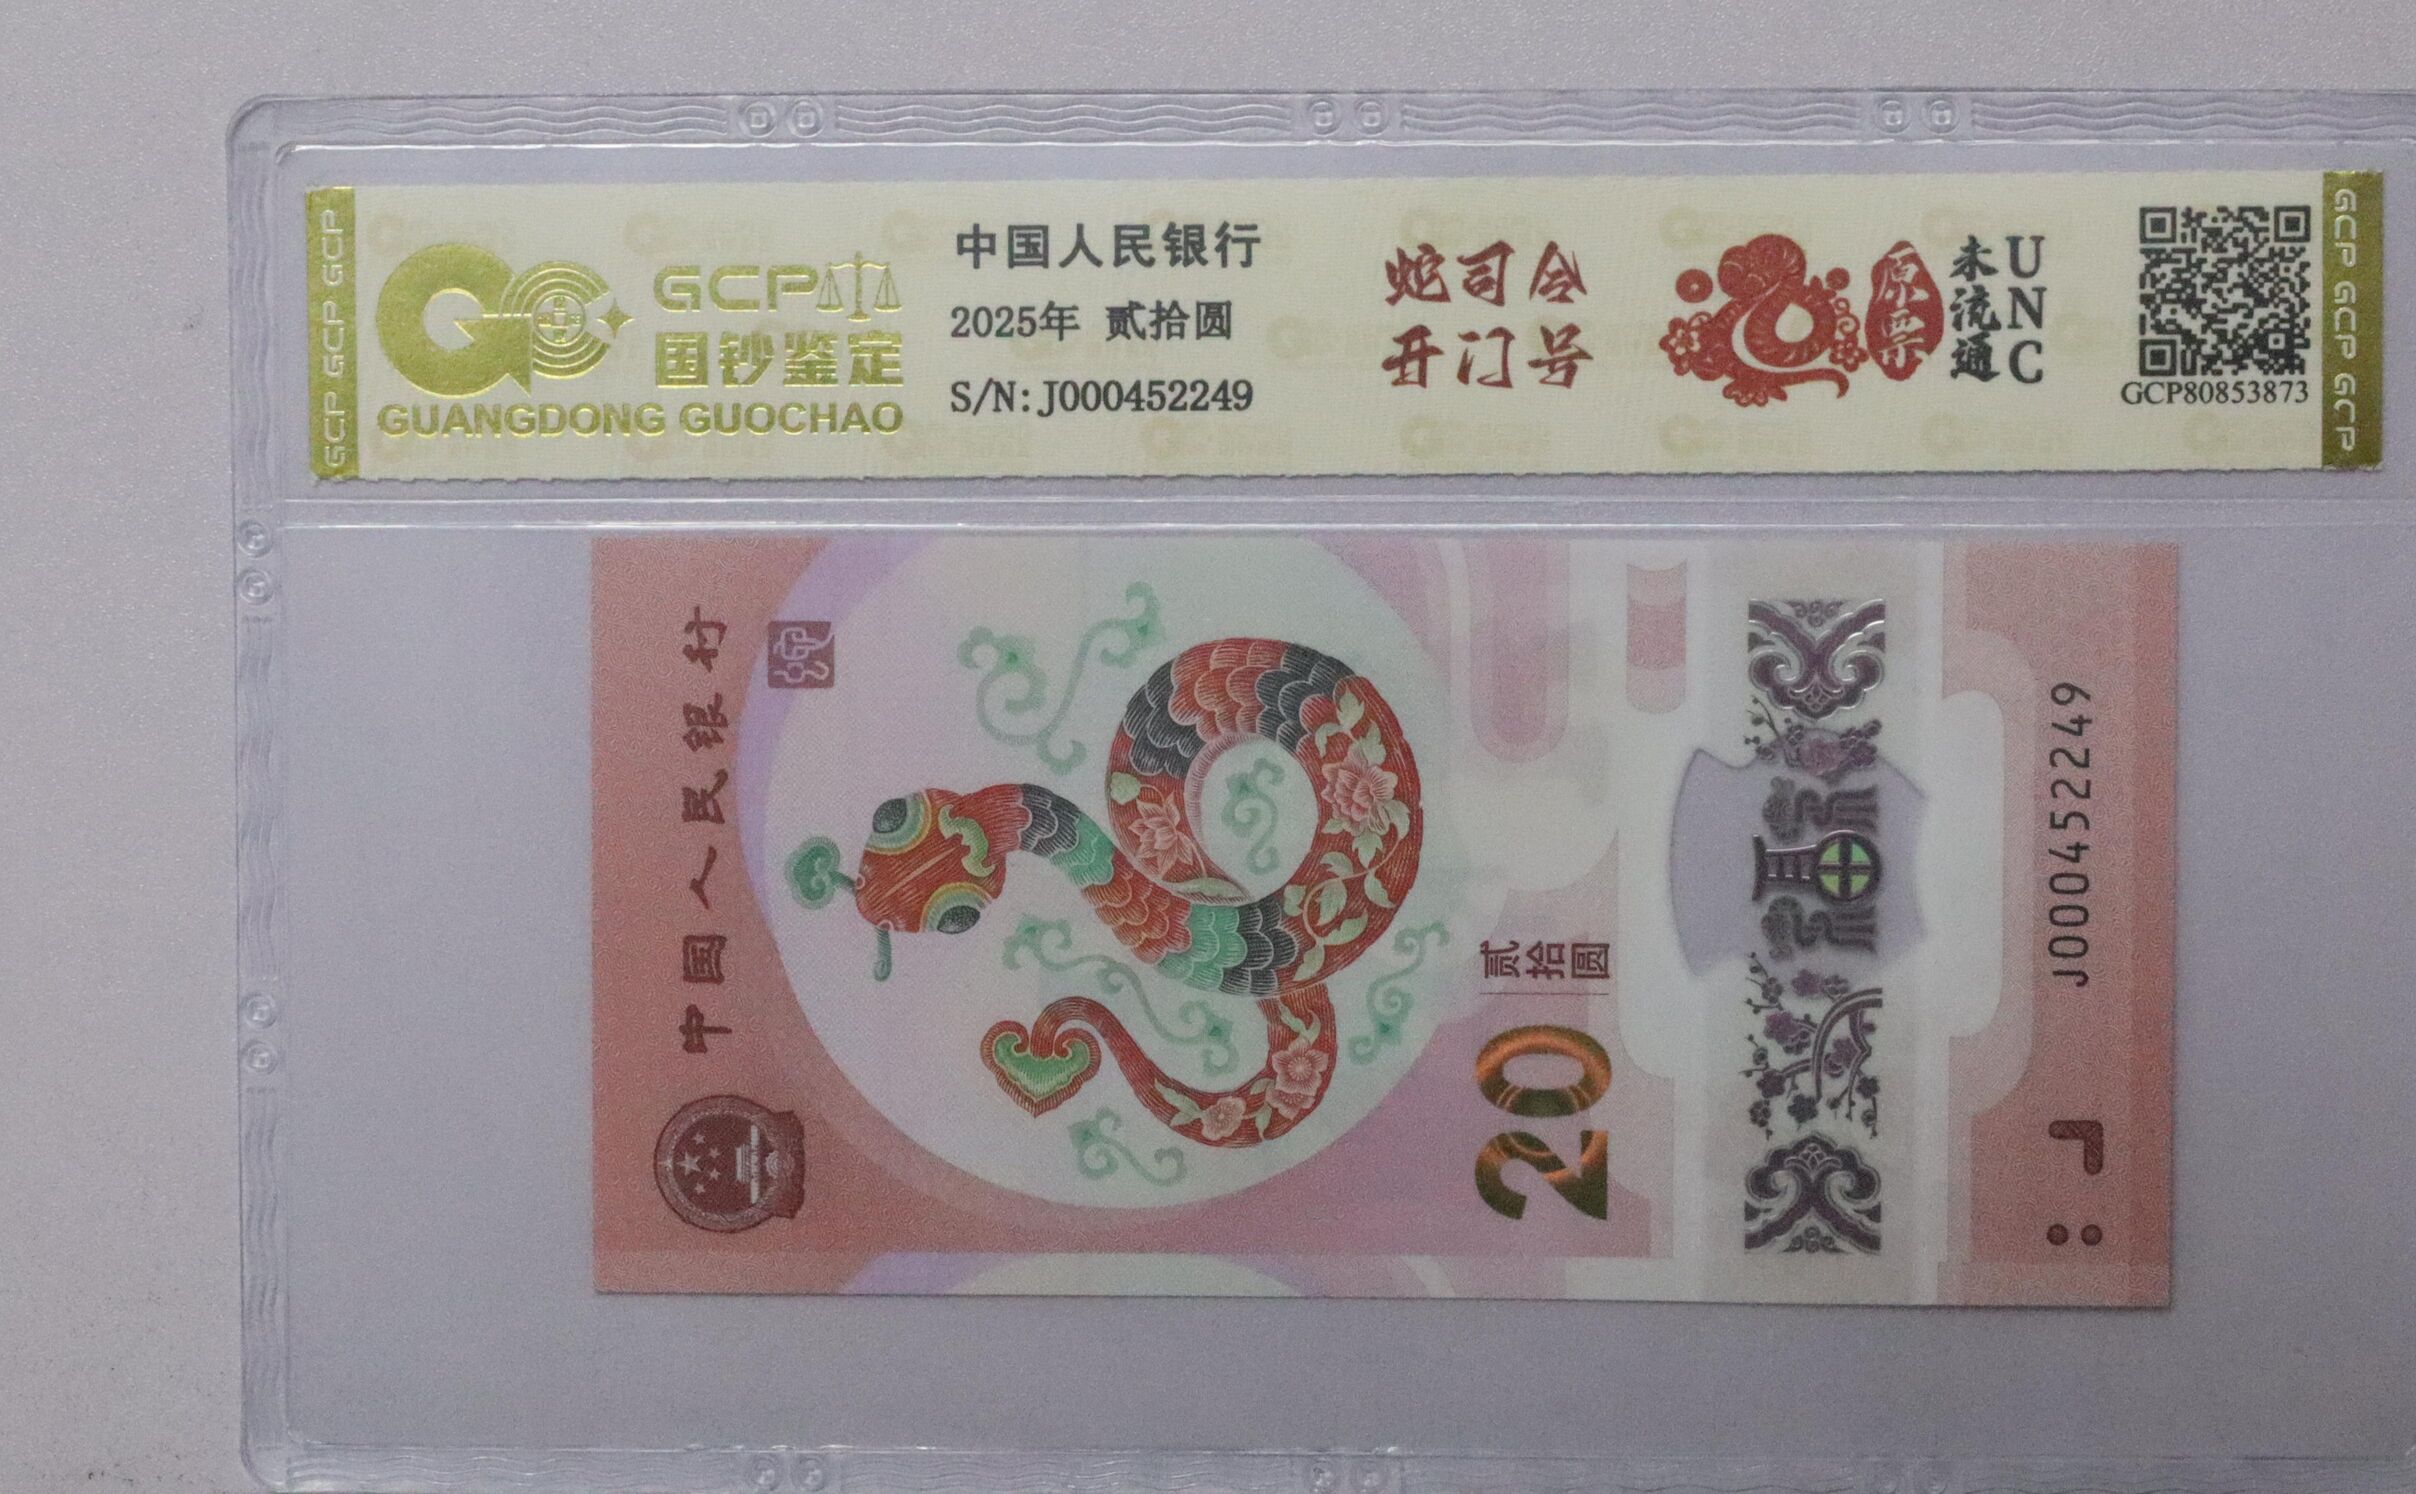 GCP GCP GCP
GCP
国钞鉴定
GUANGDONG GUOCHAO
中国人民银行
2025年 贰拾圆
S/N:J000452249
蛇司令
开门号
原票
未流通
UNC
GCP80853873
GCP GCP GCP
中国人民银行
20
贰拾圆
福
J000452249